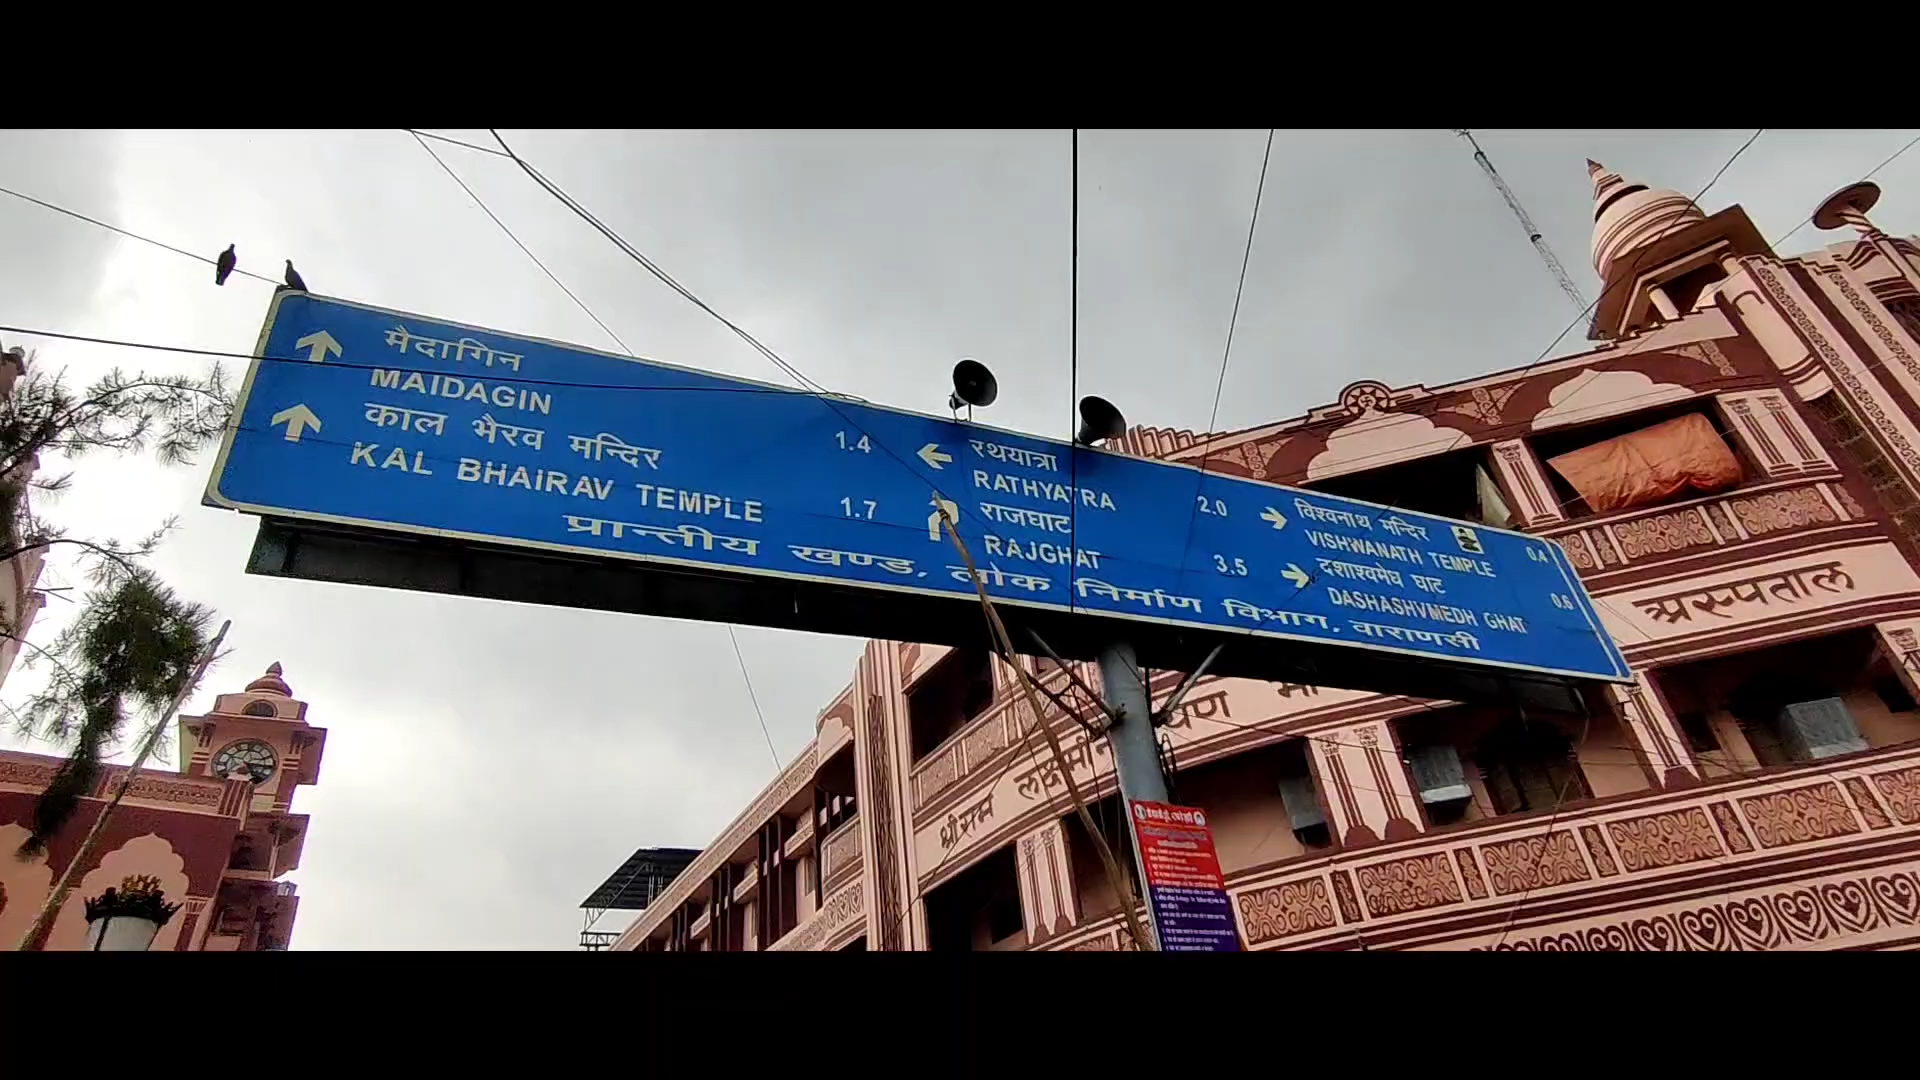 मैदागिन
MAIDAGIN 1.4
काल भैरव मन्दिर
KAL BHAIRAV TEMPLE 1.7
रथयात्रा
RATHYATRA 2.0
राजघाट
RAJGHAT 3.5
विश्वनाथ मन्दिर
VISHWANATH TEMPLE 0.4
दशाश्वमेघ घाट
DASHASHVMEDH GHAT 0.6
प्रान्तीय खण्ड, लोक निर्माण विभाग, वाराणसी
अस्पताल
श्री राम लक्ष्मी